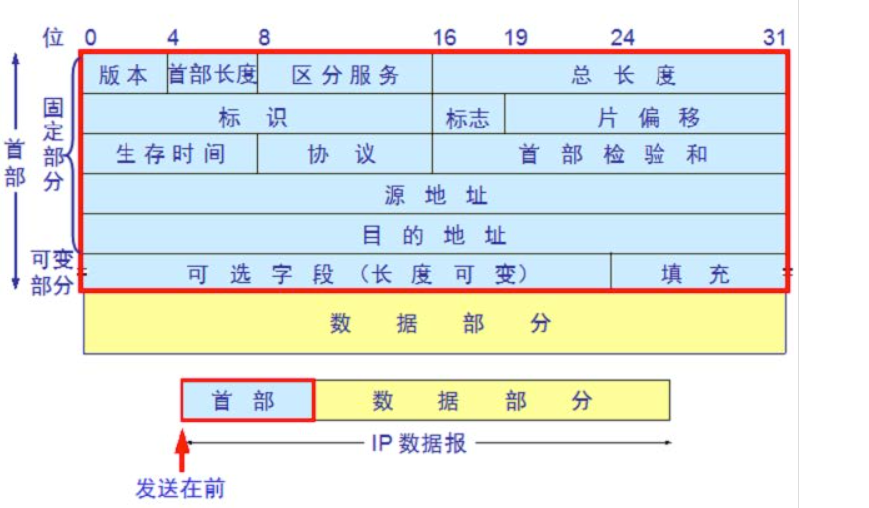 位 0 4 8 16 19 24 31
版本 首部长度 区分服务 总长度
标识 标志 片偏移
生存时间 协议 首部检验和
源地址
目的地址
可选字段（长度可变） 填充
首部
固定部分
可变部分
数据部分
首部 数据部分
IP 数据报
发送在前